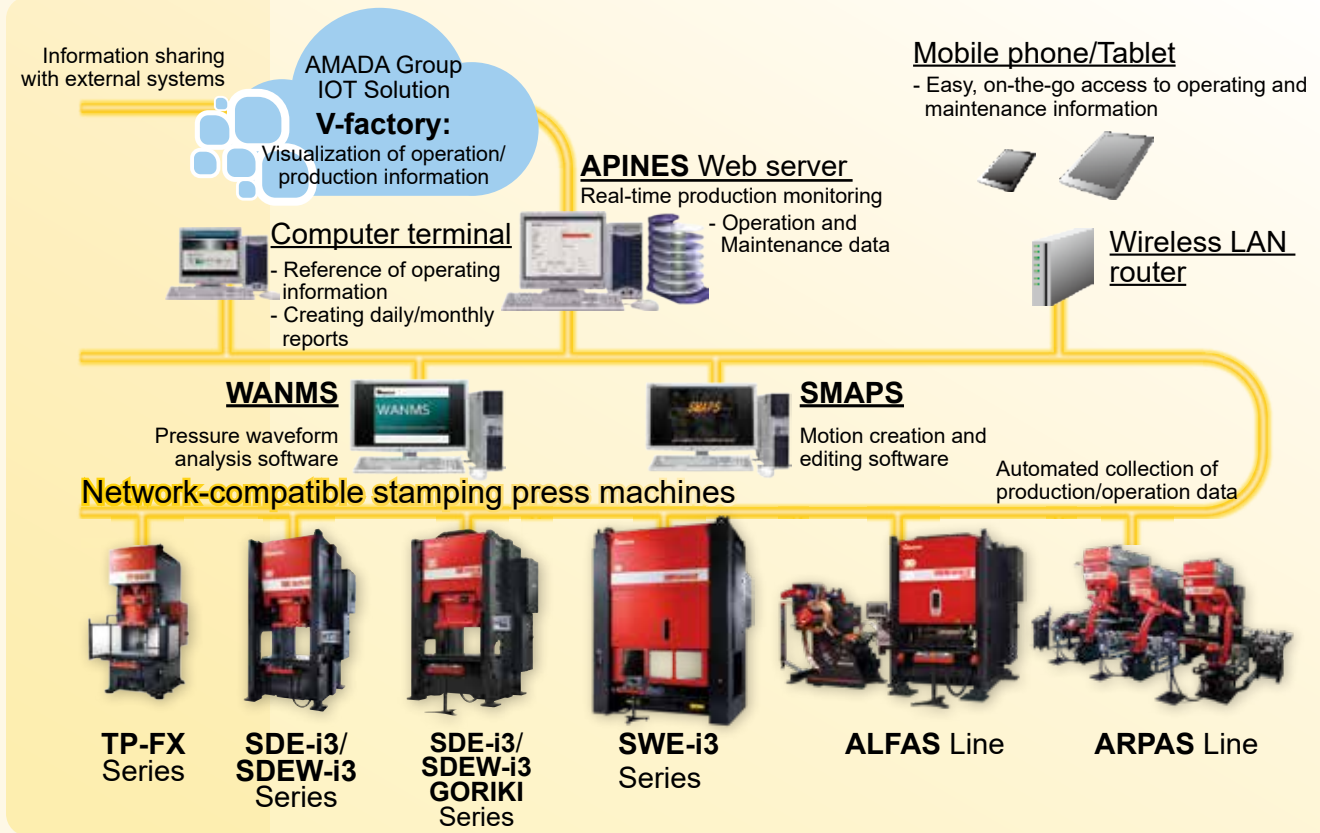 Information sharing
with external systems
AMADA Group
IOT Solution
V-factory:
Visualization of operation/
production information
Mobile phone/Tablet
- Easy, on-the-go access to operating and
maintenance information
APINES Web server
Real-time production monitoring
- Operation and
Maintenance data
Computer terminal
- Reference of operating
information
- Creating daily/monthly
reports
Wireless LAN
router
WANMS
WANMS
Pressure waveform
analysis software
SMAPS
SMAPS
Motion creation and
editing software
Automated collection of
production/operation data
Network-compatible stamping press machines
TP-FX
Series
SDE-i3/
SDEW-i3
Series
SDE-i3/
SDEW-i3
GORIKI
Series
SWE-i3
Series
ALFAS Line
ARPAS Line